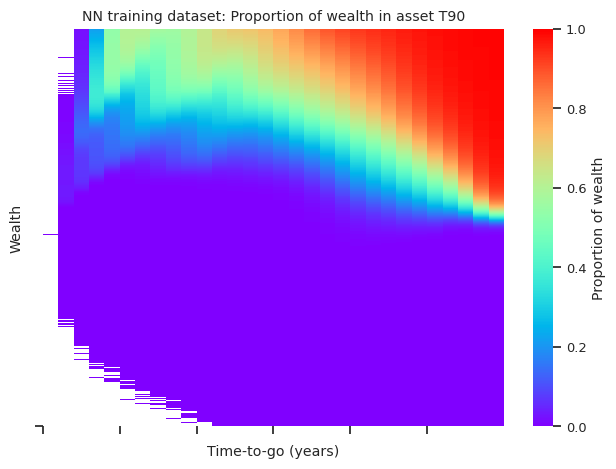 NN training dataset: Proportion of wealth in asset T90
Wealth
Time-to-go (years)
1.0
0.8
0.6
0.4
0.2
0.0
Proportion of wealth